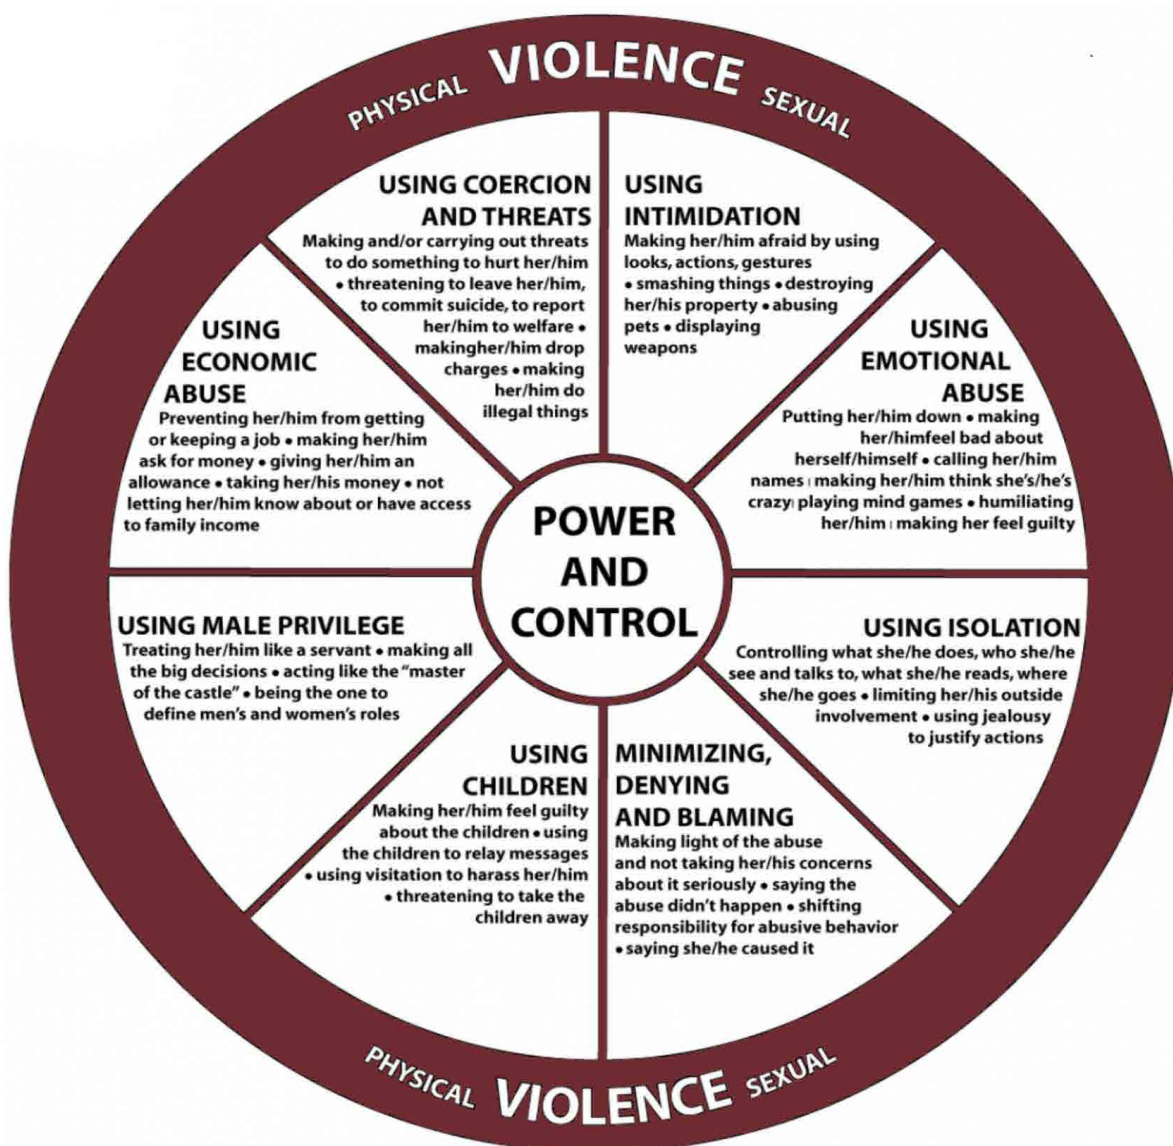 PHYSICAL VIOLENCE SEXUAL
USING COERCION
AND THREATS
Making and/or carrying out threats
to do something to hurt her/him
• threatening to leave her/him,
to commit suicide, to report
her/him to welfare •
makingher/him drop
charges • making
her/him do
illegal things
USING
INTIMIDATION
Making her/him afraid by using
looks, actions, gestures
• smashing things • destroying
her/his property • abusing
pets • displaying
weapons
USING
EMOTIONAL
ABUSE
Putting her/him down • making
her/himfeel bad about
herself/himself • calling her/him
names | making her/him think she's/he's
crazy| playing mind games • humiliating
her/him | making her feel guilty
USING ISOLATION
Controlling what she/he does, who she/he
see and talks to, what she/he reads, where
she/he goes • limiting her/his outside
involvement • using jealousy
to justify actions
MINIMIZING,
DENYING
AND BLAMING
Making light of the abuse
and not taking her/his concerns
about it seriously • saying the
abuse didn't happen • shifting
responsibility for abusive behavior
• saying she/he caused it
USING
CHILDREN
Making her/him feel guilty
about the children • using
the children to relay messages
• using visitation to harass her/him
• threatening to take the
children away
USING MALE PRIVILEGE
Treating her/him like a servant • making all
the big decisions • acting like the "master
of the castle" • being the one to
define men's and women's roles
USING
ECONOMIC
ABUSE
Preventing her/him from getting
or keeping a job • making her/him
ask for money • giving her/him an
allowance • taking her/his money • not
letting her/him know about or have access
to family income
POWER
AND
CONTROL
PHYSICAL VIOLENCE SEXUAL